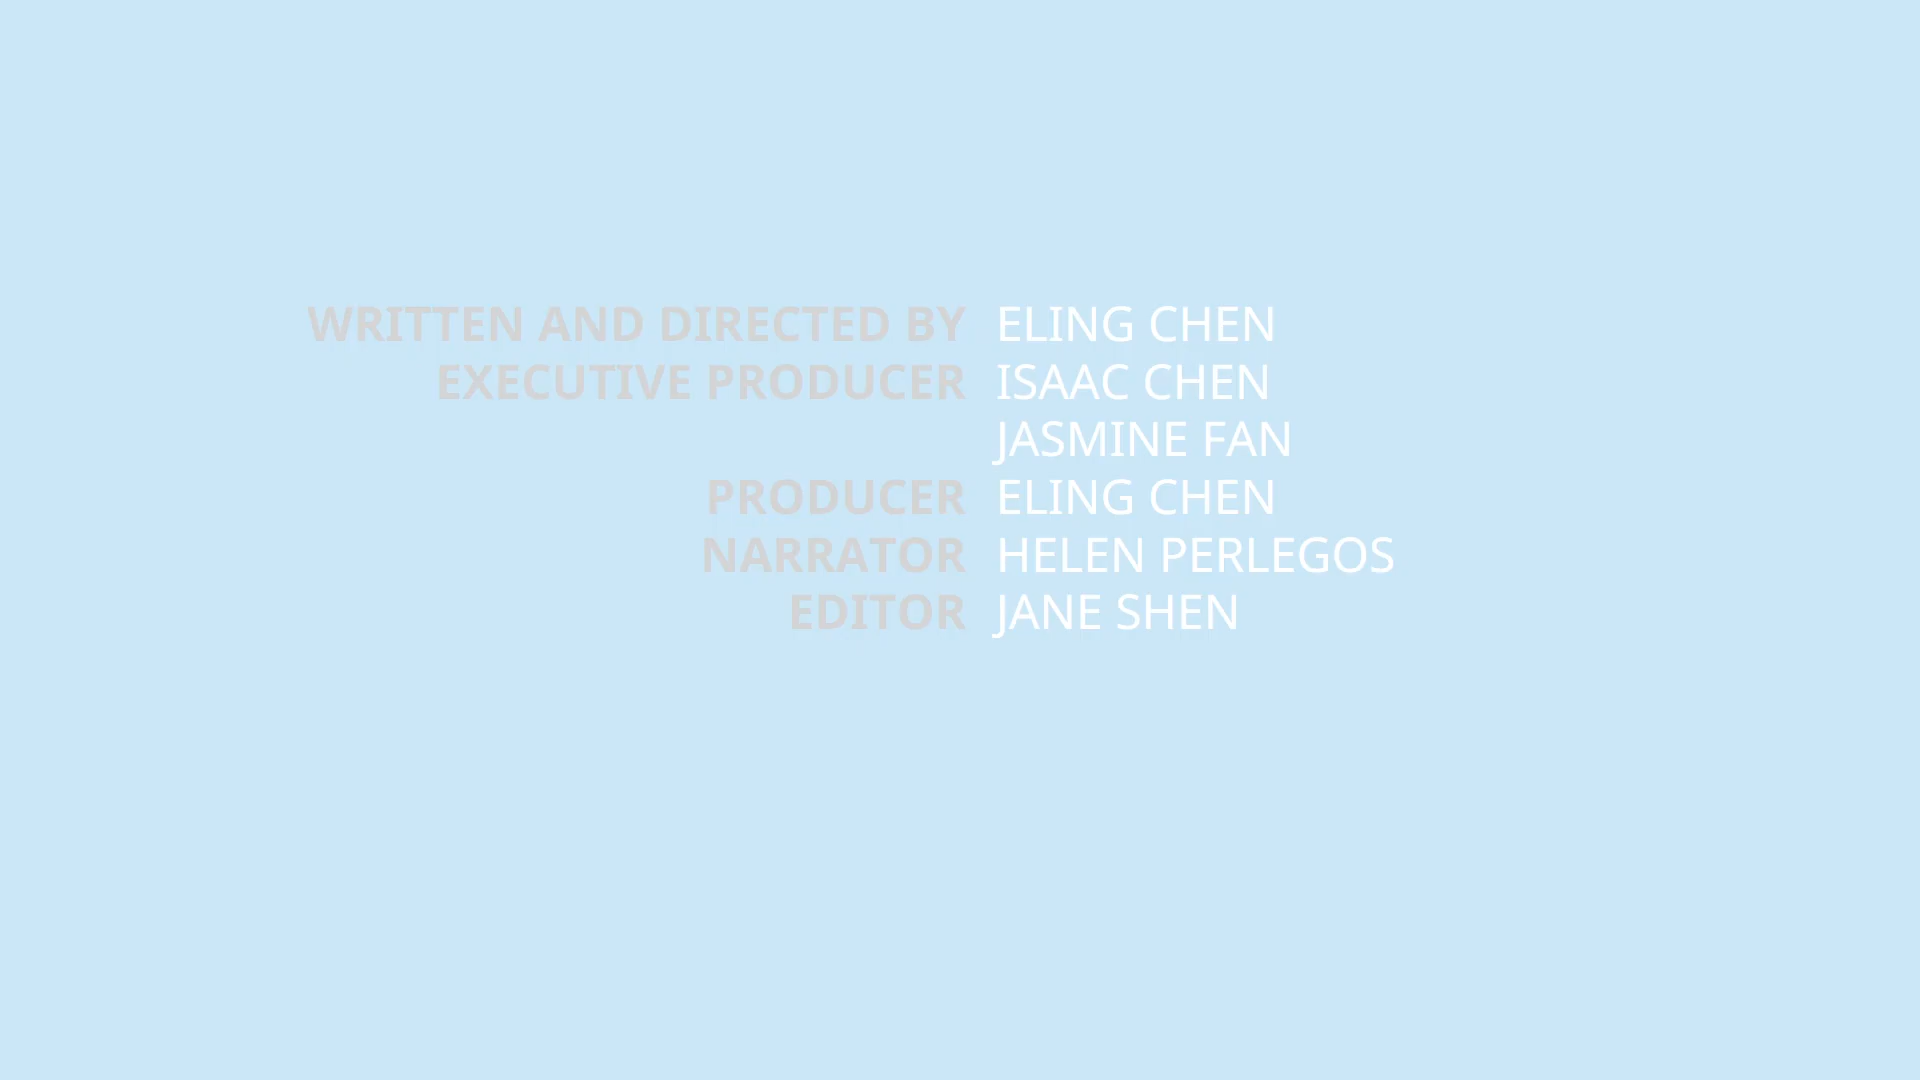 WRITTEN AND DIRECTED BY ELING CHEN
EXECUTIVE PRODUCER ISAAC CHEN
JASMINE FAN
PRODUCER ELING CHEN
NARRATOR HELEN PERLEGOS
EDITOR JANE SHEN